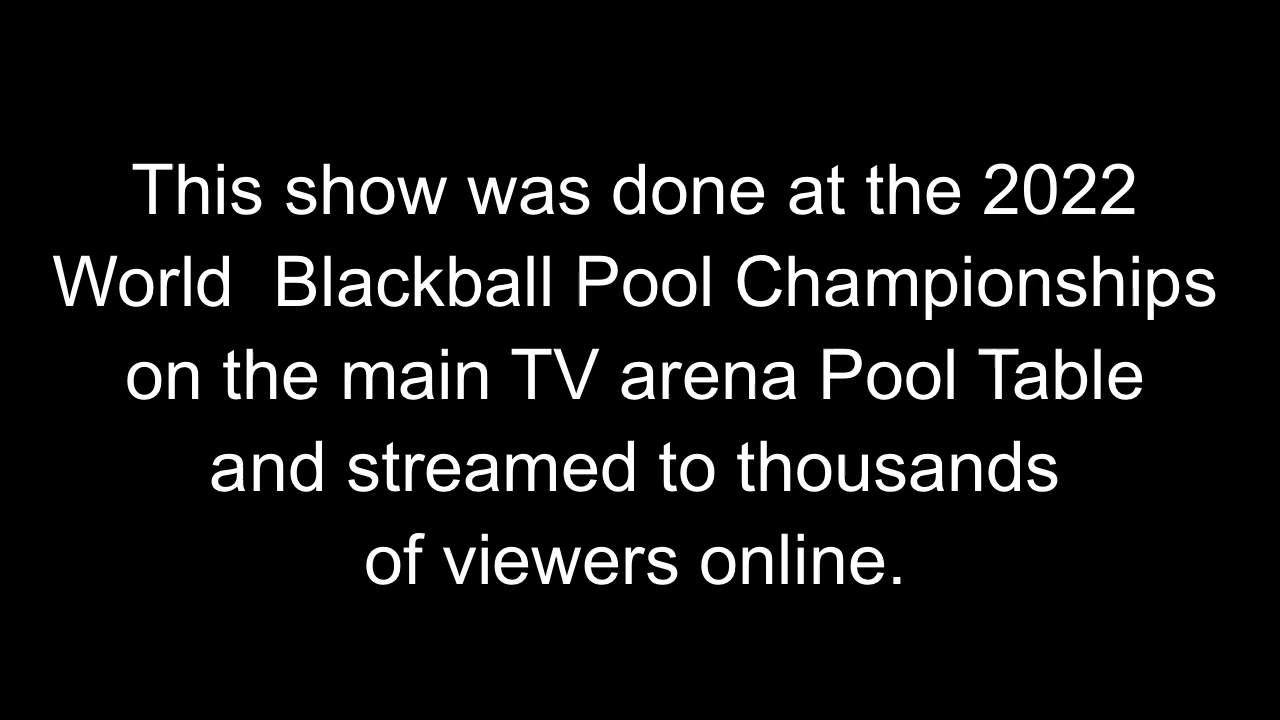 This show was done at the 2022
World  Blackball Pool Championships
on the main TV arena Pool Table
and streamed to thousands
of viewers online.